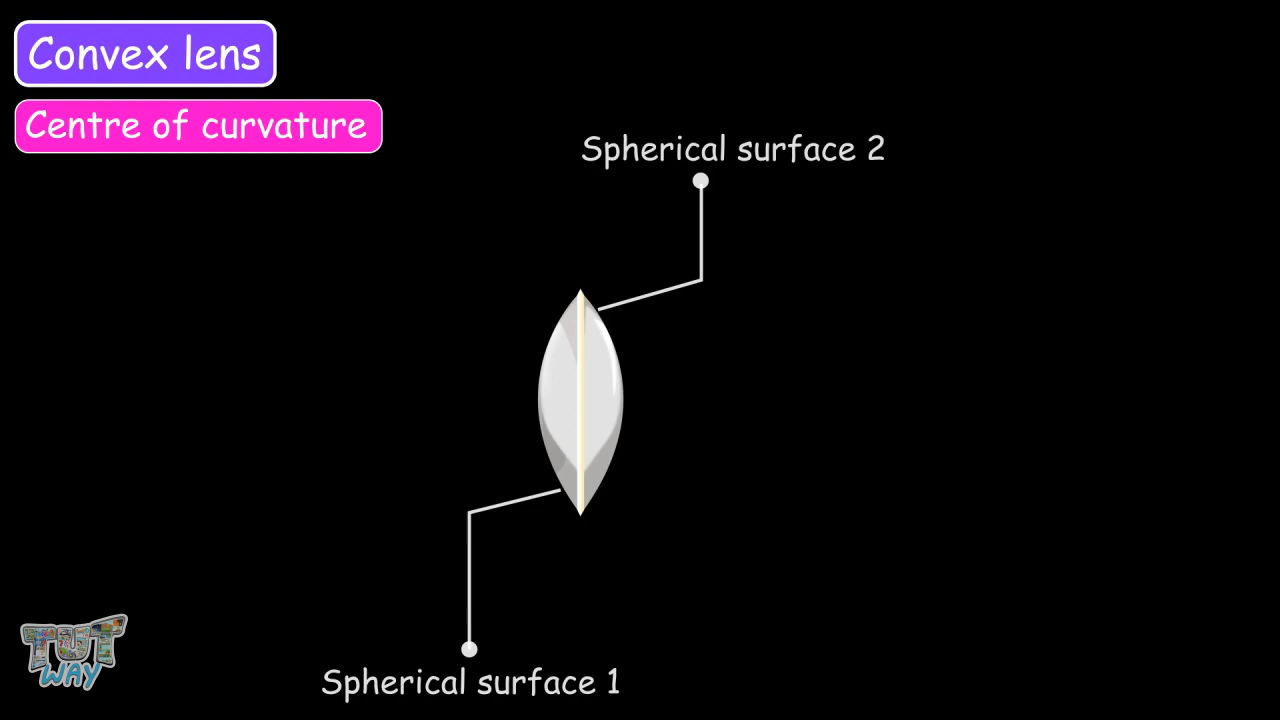 Convex lens
Centre of curvature
Spherical surface 2
Spherical surface 1
TUT
WAY